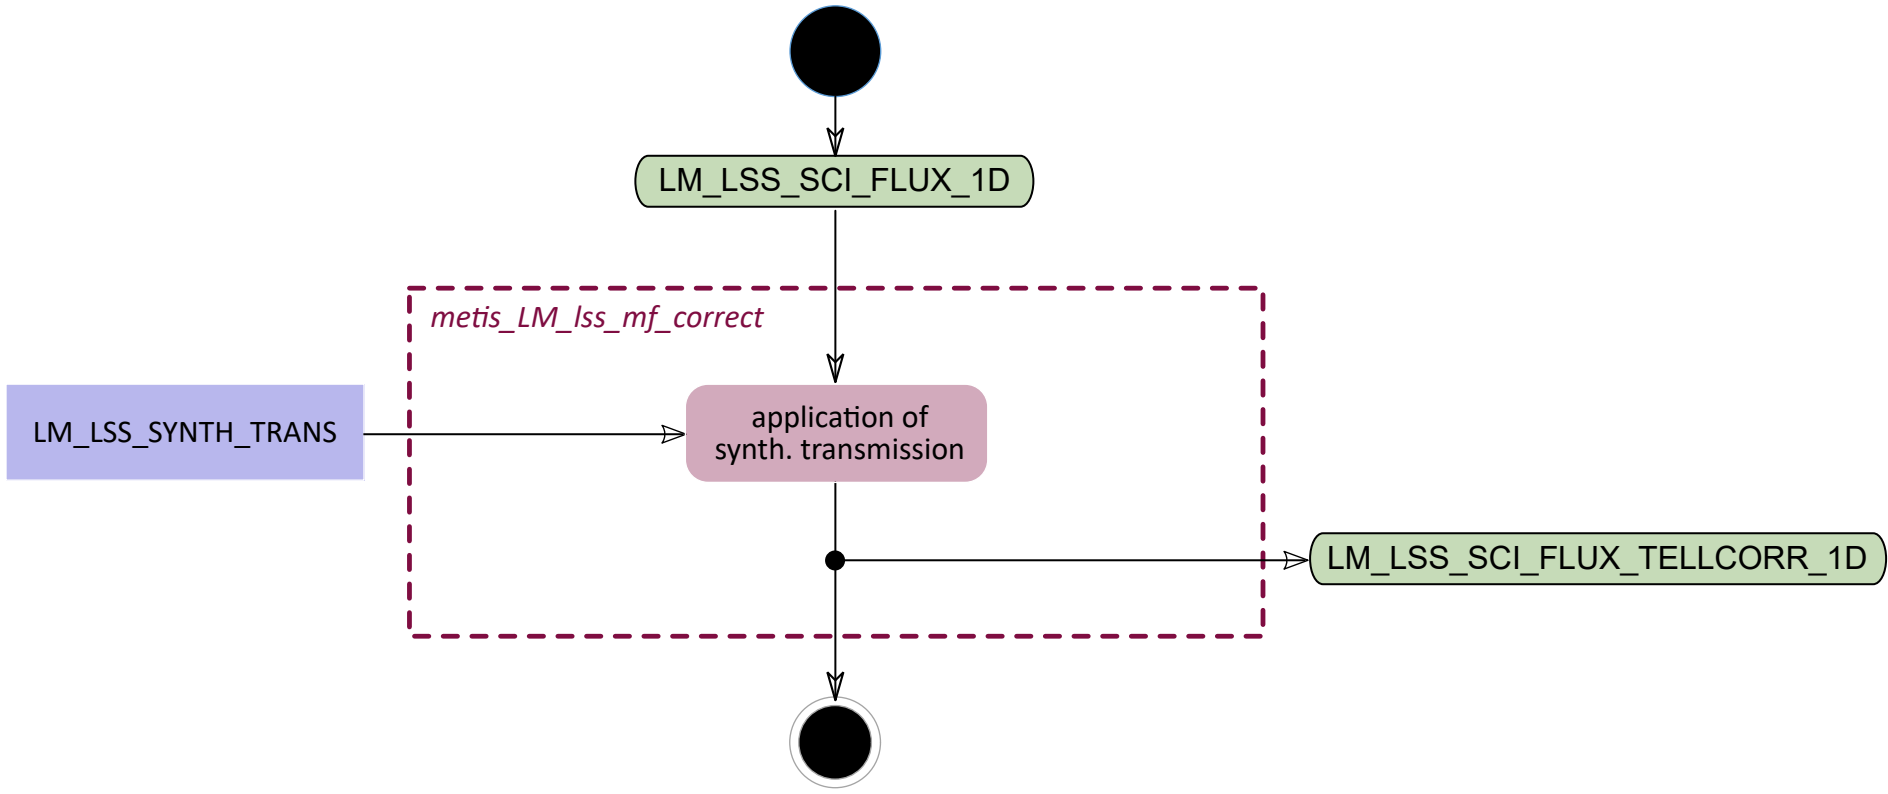 LM_LSS_SCI_FLUX_1D
metis_LM_lss_mf_correct
LM_LSS_SYNTH_TRANS
application of
synth. transmission
LM_LSS_SCI_FLUX_TELLCORR_1D